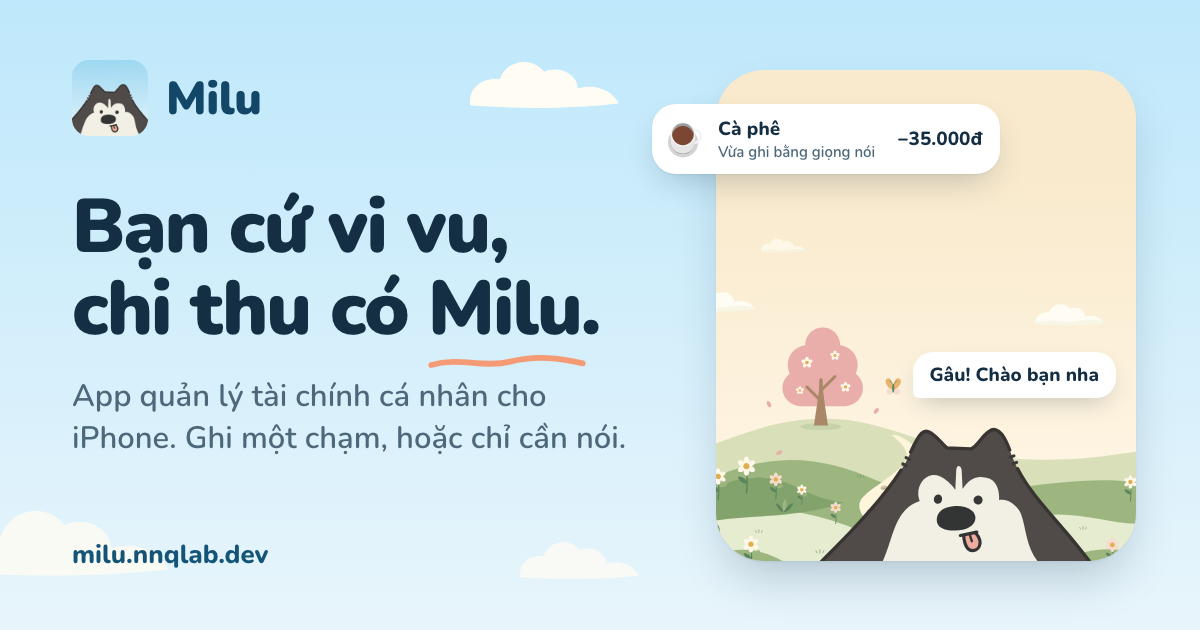 Milu
Bạn cứ vi vu,
chi thu có Milu.
App quản lý tài chính cá nhân cho
iPhone. Ghi một chạm, hoặc chỉ cần nói.
milu.nnqlab.dev
Cà phê
Vừa ghi bằng giọng nói
−35.000đ
Gâu! Chào bạn nha